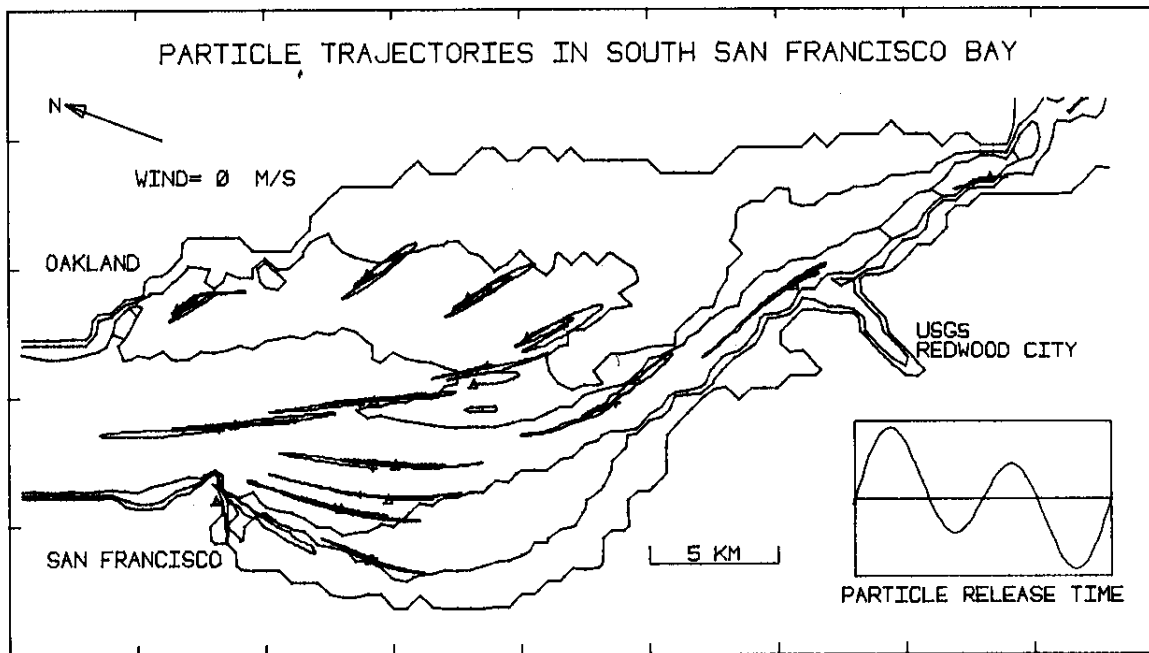 PARTICLE TRAJECTORIES IN SOUTH SAN FRANCISCO BAY
N
WIND= 0 M/S
OAKLAND
USGS
REDWOOD CITY
5 KM
SAN FRANCISCO
PARTICLE RELEASE TIME